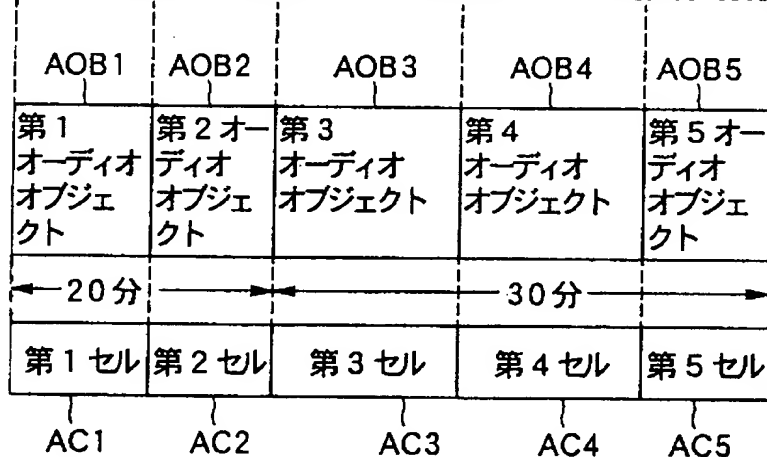 AOB1 AOB2 AOB3 AOB4 AOB5
第1 オーディオ オブジェ クト
第2オー ディオ オブジェ クト
第3 オーディオ オブジェクト
第4 オーディオ オブジェクト
第5オー ディオ オブジェ クト
20分 30分
第1セル 第2セル 第3セル 第4セル 第5セル
AC1 AC2 AC3 AC4 AC5